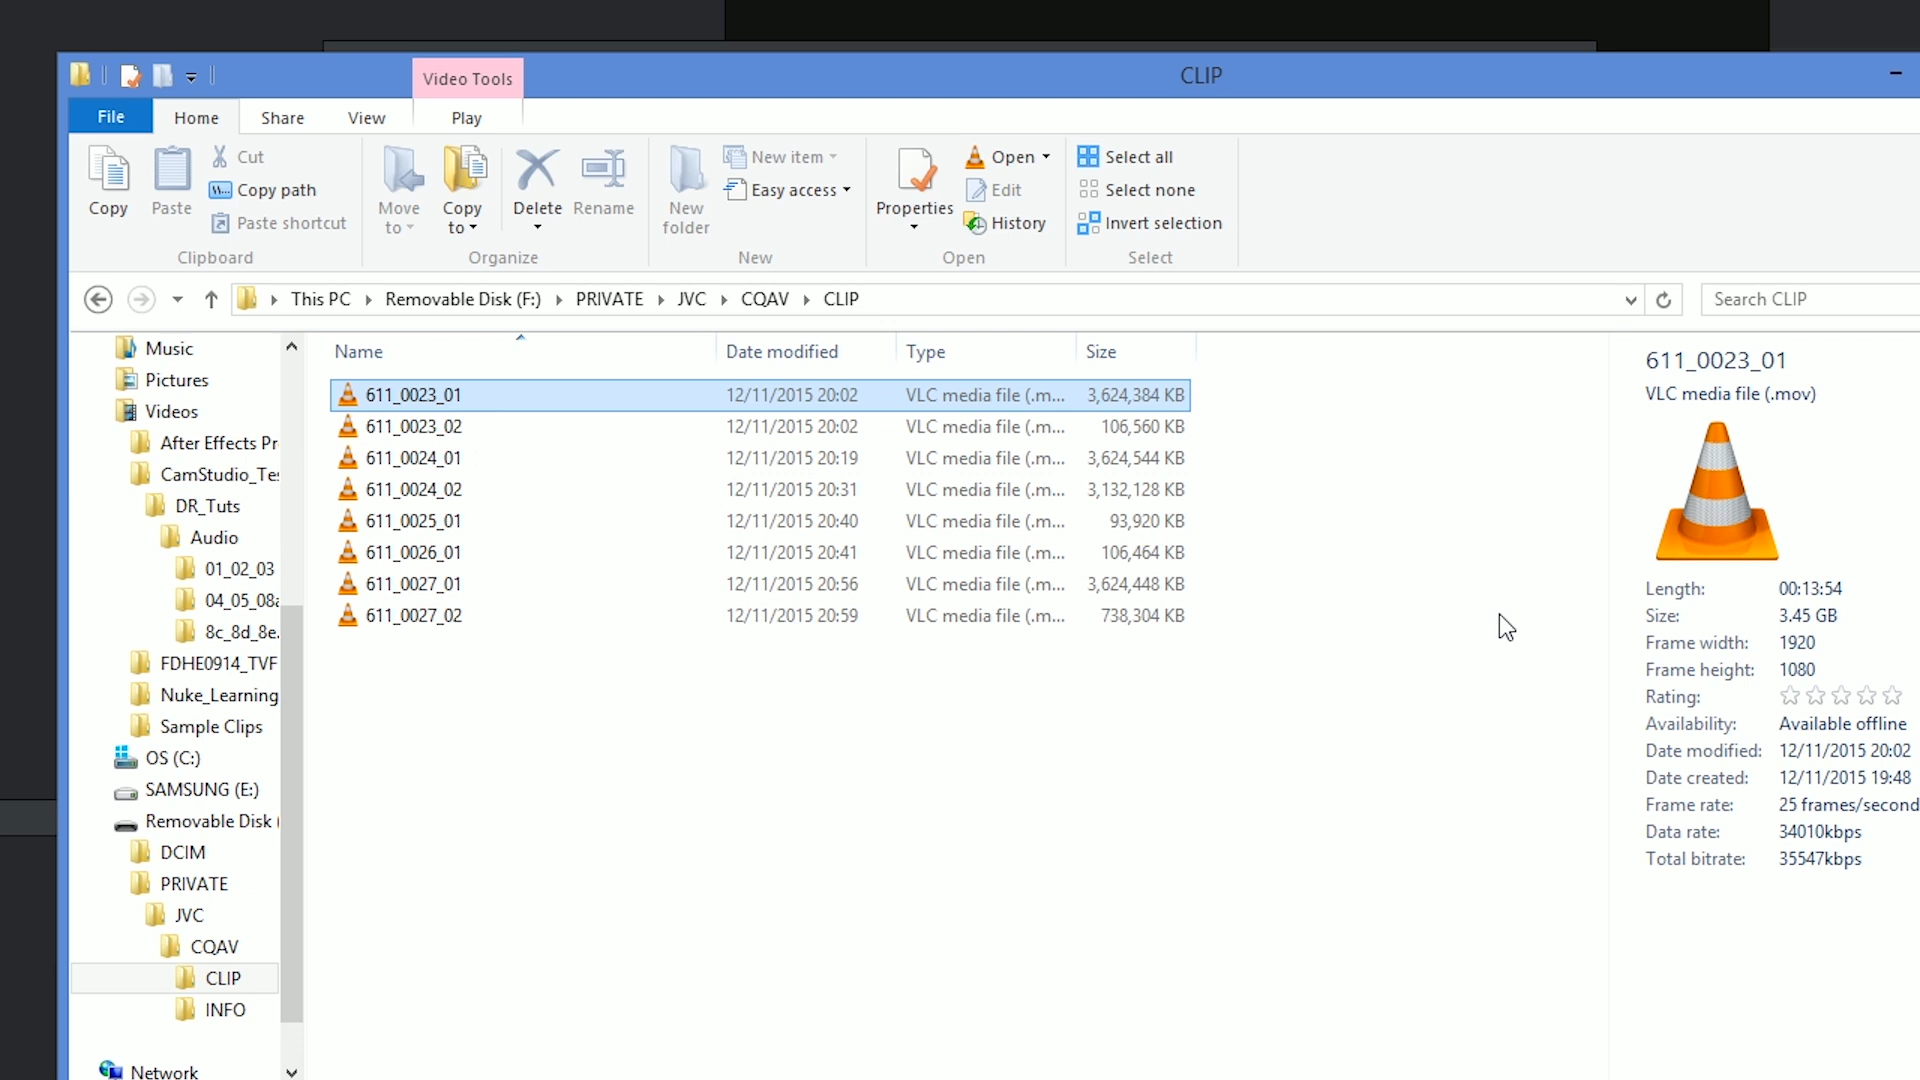 Video Tools
CLIP
File
Home
Share
View
Play
Copy
Paste
Cut
Copy path
Paste shortcut
Clipboard
Move to
Copy to
Delete
Rename
Organize
New folder
New item
Easy access
New
Properties
Open
Edit
History
Open
Select all
Select none
Invert selection
Select
This PC
Removable Disk (F:)
PRIVATE
JVC
CQAV
CLIP
Search CLIP
Music
Pictures
Videos
After Effects Pr
CamStudio_Tes
DR_Tuts
Audio
01_02_03
04_05_08a
8c_8d_8e.
FDHE0914_TVF
Nuke_Learning
Sample Clips
OS (C:)
SAMSUNG (E:)
Removable Disk (
DCIM
PRIVATE
JVC
CQAV
CLIP
INFO
Network
Name Date modified Type Size
611_0023_01 12/11/2015 20:02 VLC media file (.m... 3,624,384 KB
611_0023_02 12/11/2015 20:02 VLC media file (.m... 106,560 KB
611_0024_01 12/11/2015 20:19 VLC media file (.m... 3,624,544 KB
611_0024_02 12/11/2015 20:31 VLC media file (.m... 3,132,128 KB
611_0025_01 12/11/2015 20:40 VLC media file (.m... 93,920 KB
611_0026_01 12/11/2015 20:41 VLC media file (.m... 106,464 KB
611_0027_01 12/11/2015 20:56 VLC media file (.m... 3,624,448 KB
611_0027_02 12/11/2015 20:59 VLC media file (.m... 738,304 KB
611_0023_01
VLC media file (.mov)
Length: 00:13:54
Size: 3.45 GB
Frame width: 1920
Frame height: 1080
Rating:
Availability: Available offline
Date modified: 12/11/2015 20:02
Date created: 12/11/2015 19:48
Frame rate: 25 frames/second
Data rate: 34010kbps
Total bitrate: 35547kbps